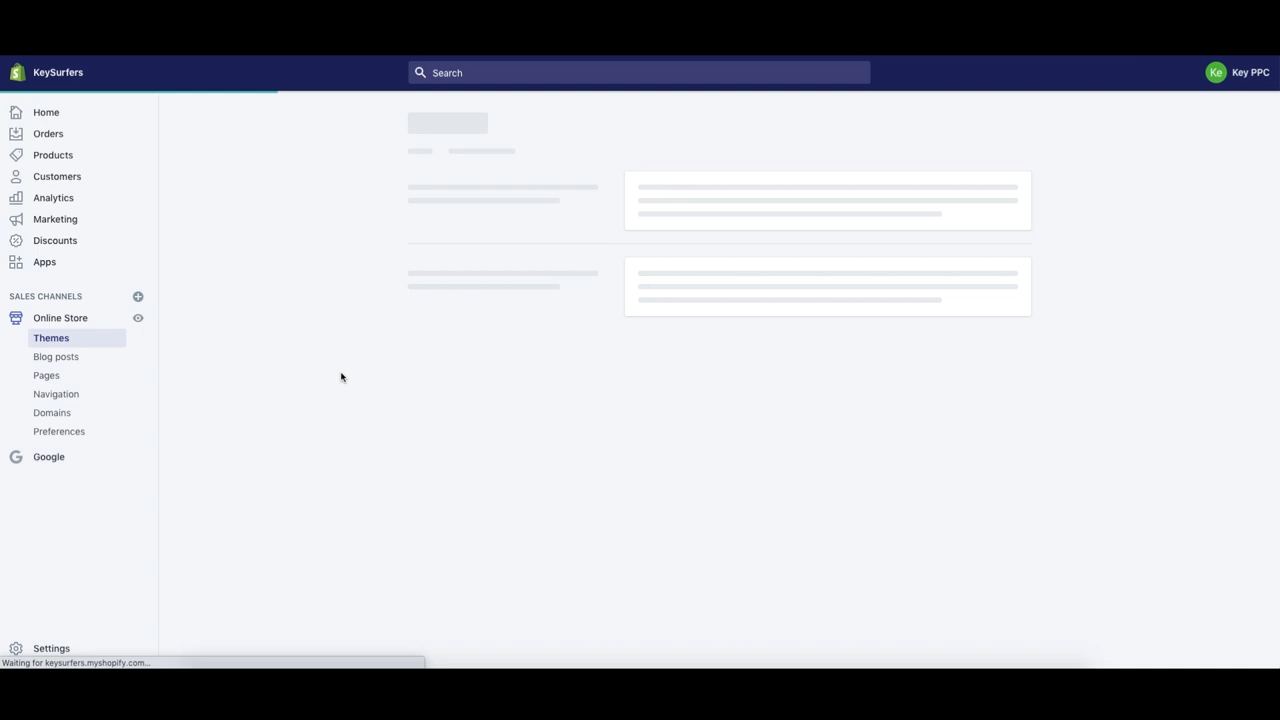 KeySurfers
Search
Ke
Key PPC
Home
Orders
Products
Customers
Analytics
Marketing
Discounts
Apps
SALES CHANNELS
Online Store
Themes
Blog posts
Pages
Navigation
Domains
Preferences
Google
Settings
Waiting for keysurfers.myshopify.com...